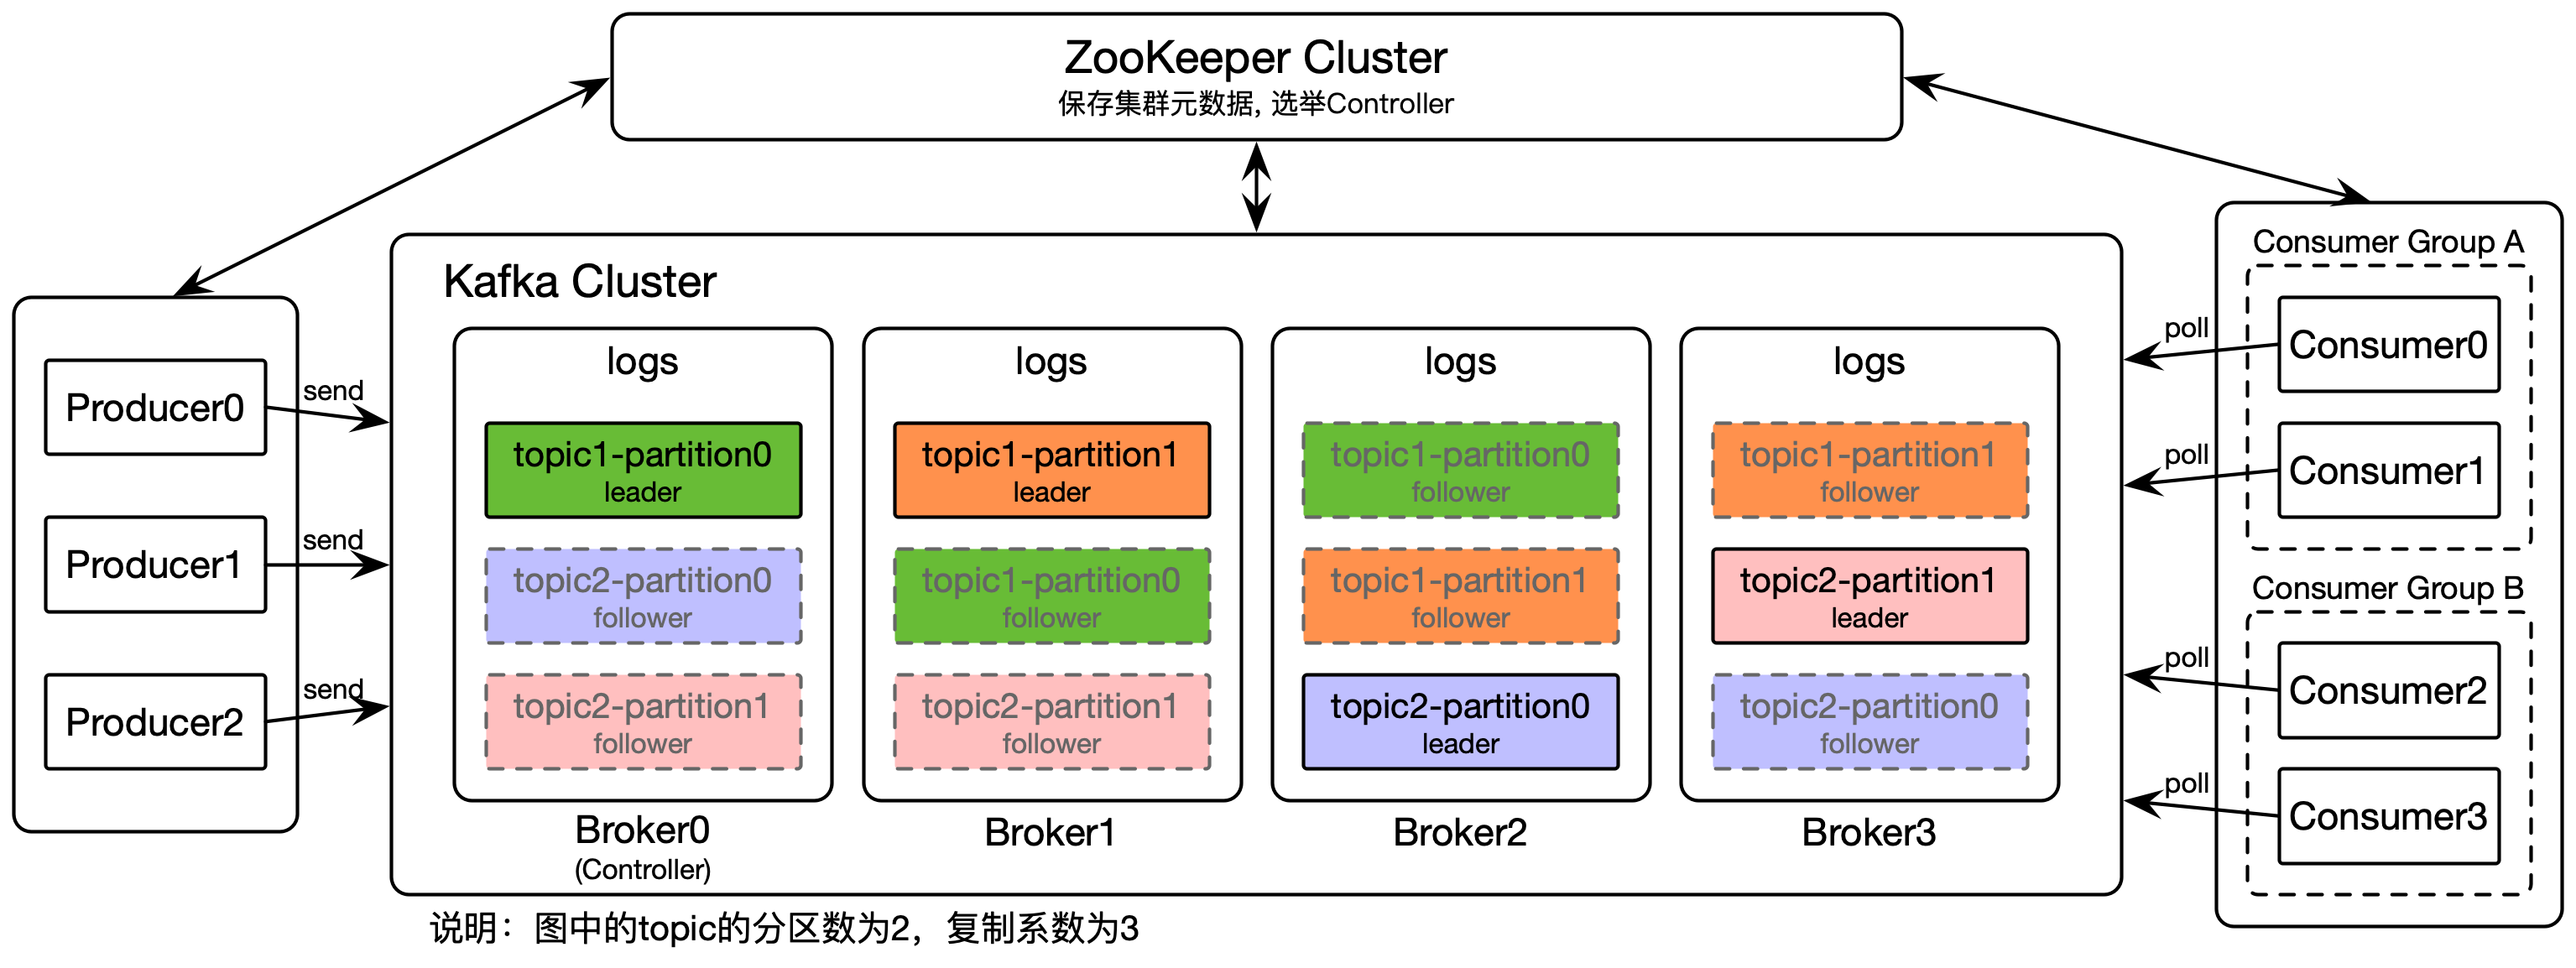 ZooKeeper Cluster
保存集群元数据, 选举Controller
Producer0
send
Producer1
send
Producer2
send
Kafka Cluster
logs
topic1-partition0
leader
topic2-partition0
follower
topic2-partition1
follower
Broker0
(Controller)
logs
topic1-partition1
leader
topic1-partition0
follower
topic2-partition1
follower
Broker1
logs
topic1-partition0
follower
topic1-partition1
follower
topic2-partition0
leader
Broker2
logs
topic1-partition1
follower
topic2-partition1
leader
topic2-partition0
follower
Broker3
Consumer Group A
poll
Consumer0
poll
Consumer1
Consumer Group B
poll
Consumer2
poll
Consumer3
说明：图中的topic的分区数为2，复制系数为3